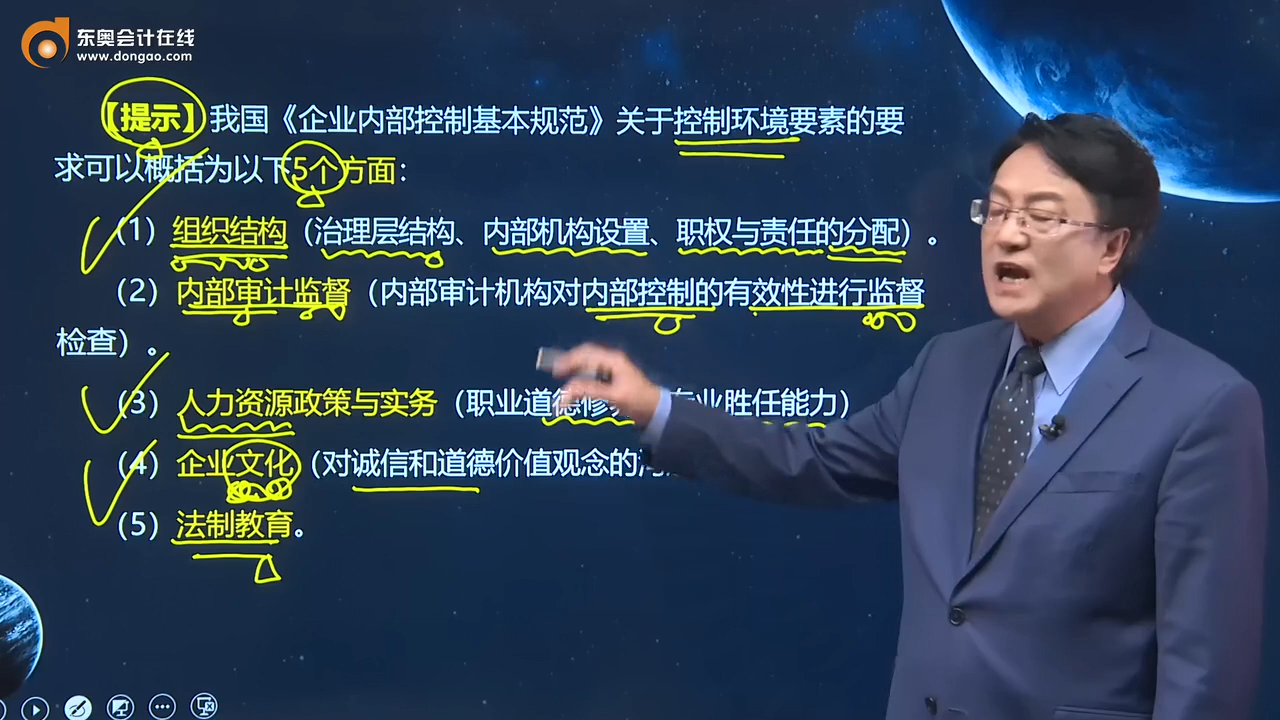 东奥会计在线
www.dongao.com
【提示】我国《企业内部控制基本规范》关于控制环境要素的要
求可以概括为以下5个方面：
（1）组织结构（治理层结构、内部机构设置、职权与责任的分配）。
（2）内部审计监督（内部审计机构对内部控制的有效性进行监督
检查）。
（3）人力资源政策与实务（职业道德修 专业胜任能力）
（4）企业文化（对诚信和道德价值观念的
（5）法制教育。